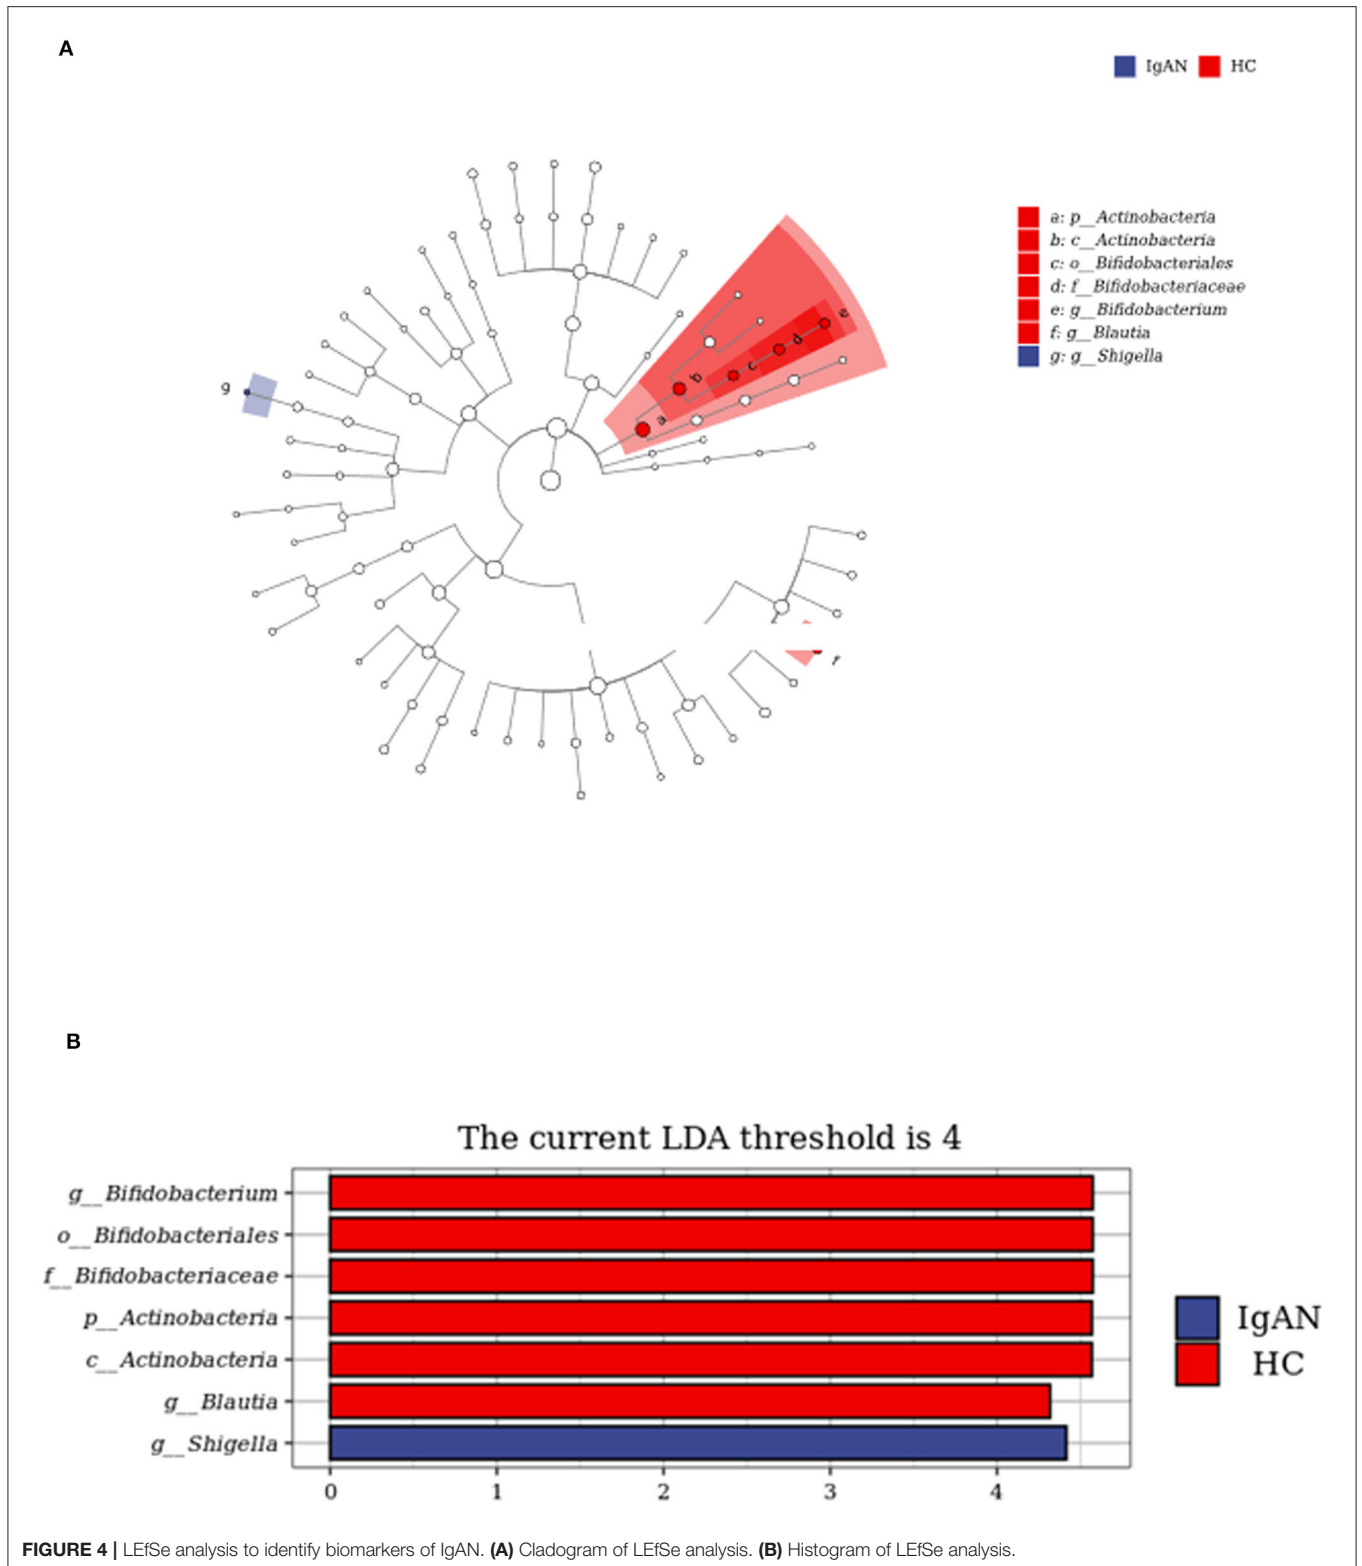 A
IgAN HC
a: p__Actinobacteria
b: c__Actinobacteria
c: o__Bifidobacteriales
d: f__Bifidobacteriaceae
e: g__Bifidobacterium
f: g__Blautia
g: g__Shigella
g
f
B
The current LDA threshold is 4
g__Bifidobacterium
o__Bifidobacteriales
f__Bifidobacteriaceae
p__Actinobacteria
c__Actinobacteria
g__Blautia
g__Shigella
IgAN
HC
0 1 2 3 4
FIGURE 4 | LEfSe analysis to identify biomarkers of IgAN. (A) Cladogram of LEfSe analysis. (B) Histogram of LEfSe analysis.